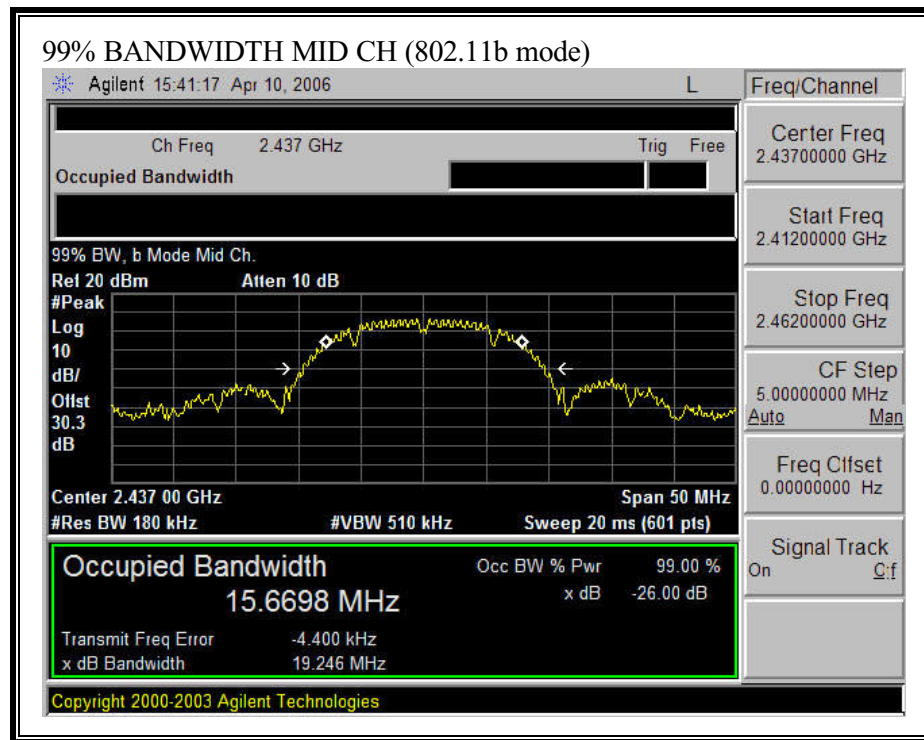 99% BANDWIDTH MID CH (802.11b mode)
Agilent 15:41:17 Apr 10, 2006 L
Freq/Channel
Ch Freq 2.437 GHz Trig Free
Occupied Bandwidth
99% BW, b Mode Mid Ch.
Ref 20 dBm Atten 10 dB
#Peak
Log
10
dB/
Offst
30.3
dB
Center 2.437 00 GHz Span 50 MHz
#Res BW 180 kHz #VBW 510 kHz Sweep 20 ms (601 pts)
Occupied Bandwidth
15.6698 MHz
Occ BW % Pwr 99.00 %
x dB -26.00 dB
Transmit Freq Error -4.400 kHz
x dB Bandwidth 19.246 MHz
Copyright 2000-2003 Agilent Technologies
Center Freq
2.43700000 GHz
Start Freq
2.41200000 GHz
Stop Freq
2.46200000 GHz
CF Step
5.00000000 MHz
Auto Man
Freq Offset
0.00000000 Hz
Signal Track
On Off